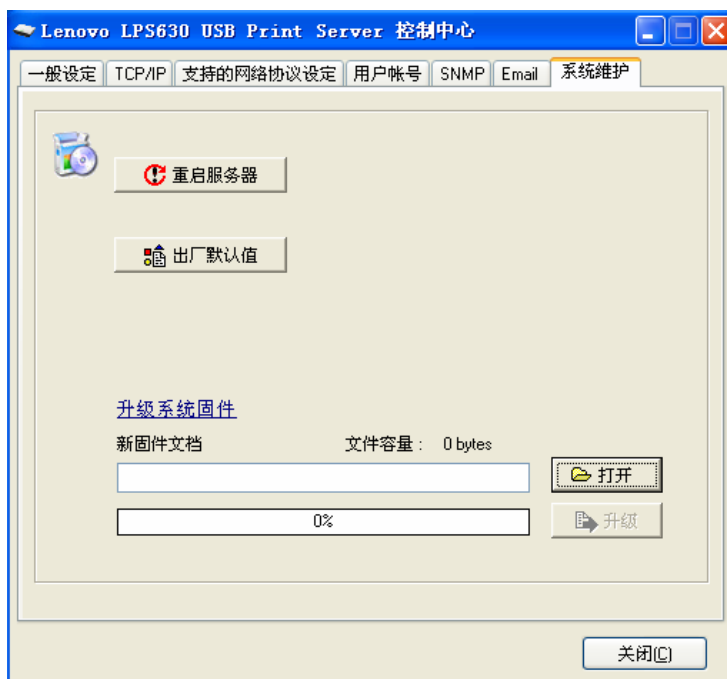 Lenovo LPS630 USB Print Server 控制中心
一般设定 TCP/IP 支持的网络协议设定 用户帐号 SNMP Email 系统维护
重启服务器
出厂默认值
升级系统固件
新固件文档 文件容量： 0 bytes
打开
0%
升级
关闭(C)